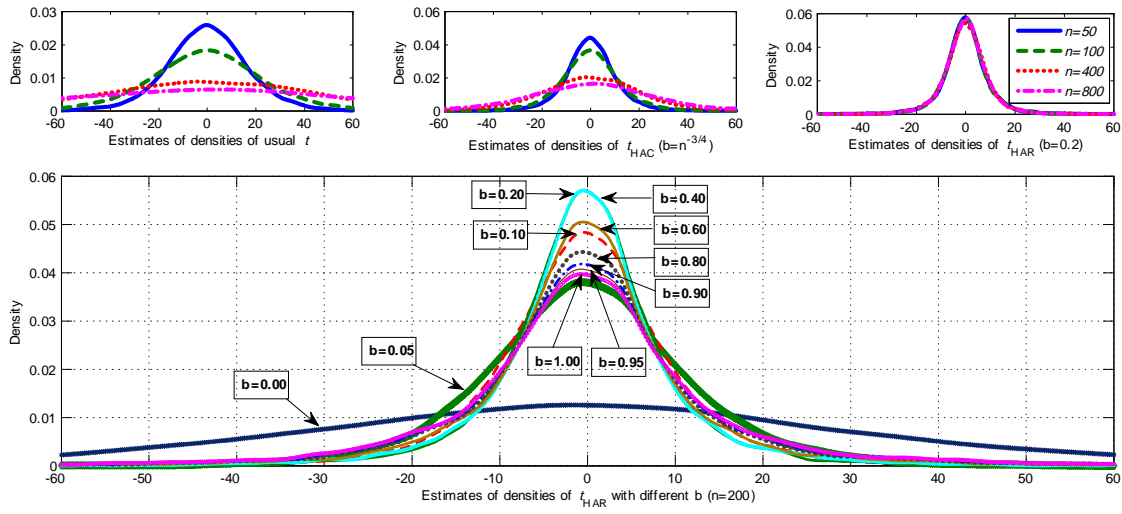 0.03
0.02
0.01
0
Density
-60 -40 -20 0 20 40 60
Estimates of densities of usual t
0.06
0.04
0.02
0
Density
-60 -40 -20 0 20 40 60
Estimates of densities of tHAC (b=n-3/4)
0.06
0.04
0.02
0
Density
-60 -40 -20 0 20 40 60
Estimates of densities of tHAR (b=0.2)
n=50
n=100
n=400
n=800
0.06
0.05
0.04
0.03
0.02
0.01
0
Density
b=0.20
b=0.40
b=0.10
b=0.60
b=0.80
b=0.90
b=0.05
b=1.00
b=0.95
b=0.00
-60 -50 -40 -30 -20 -10 0 10 20 30 40 50 60
Estimates of densities of tHAR with different b (n=200)